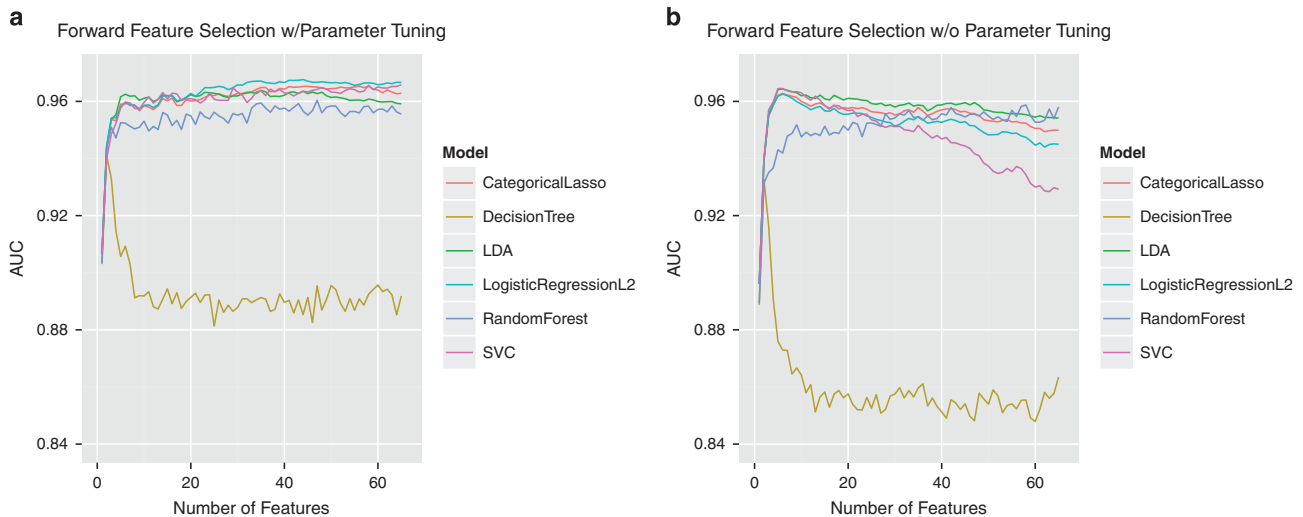 a
Forward Feature Selection w/Parameter Tuning
0.96
0.92
0.88
0.84
AUC
0
20
40
60
Number of Features
Model
CategoricalLasso
DecisionTree
LDA
LogisticRegressionL2
RandomForest
SVC
b
Forward Feature Selection w/o Parameter Tuning
0.96
0.92
0.88
0.84
AUC
0
20
40
60
Number of Features
Model
CategoricalLasso
DecisionTree
LDA
LogisticRegressionL2
RandomForest
SVC